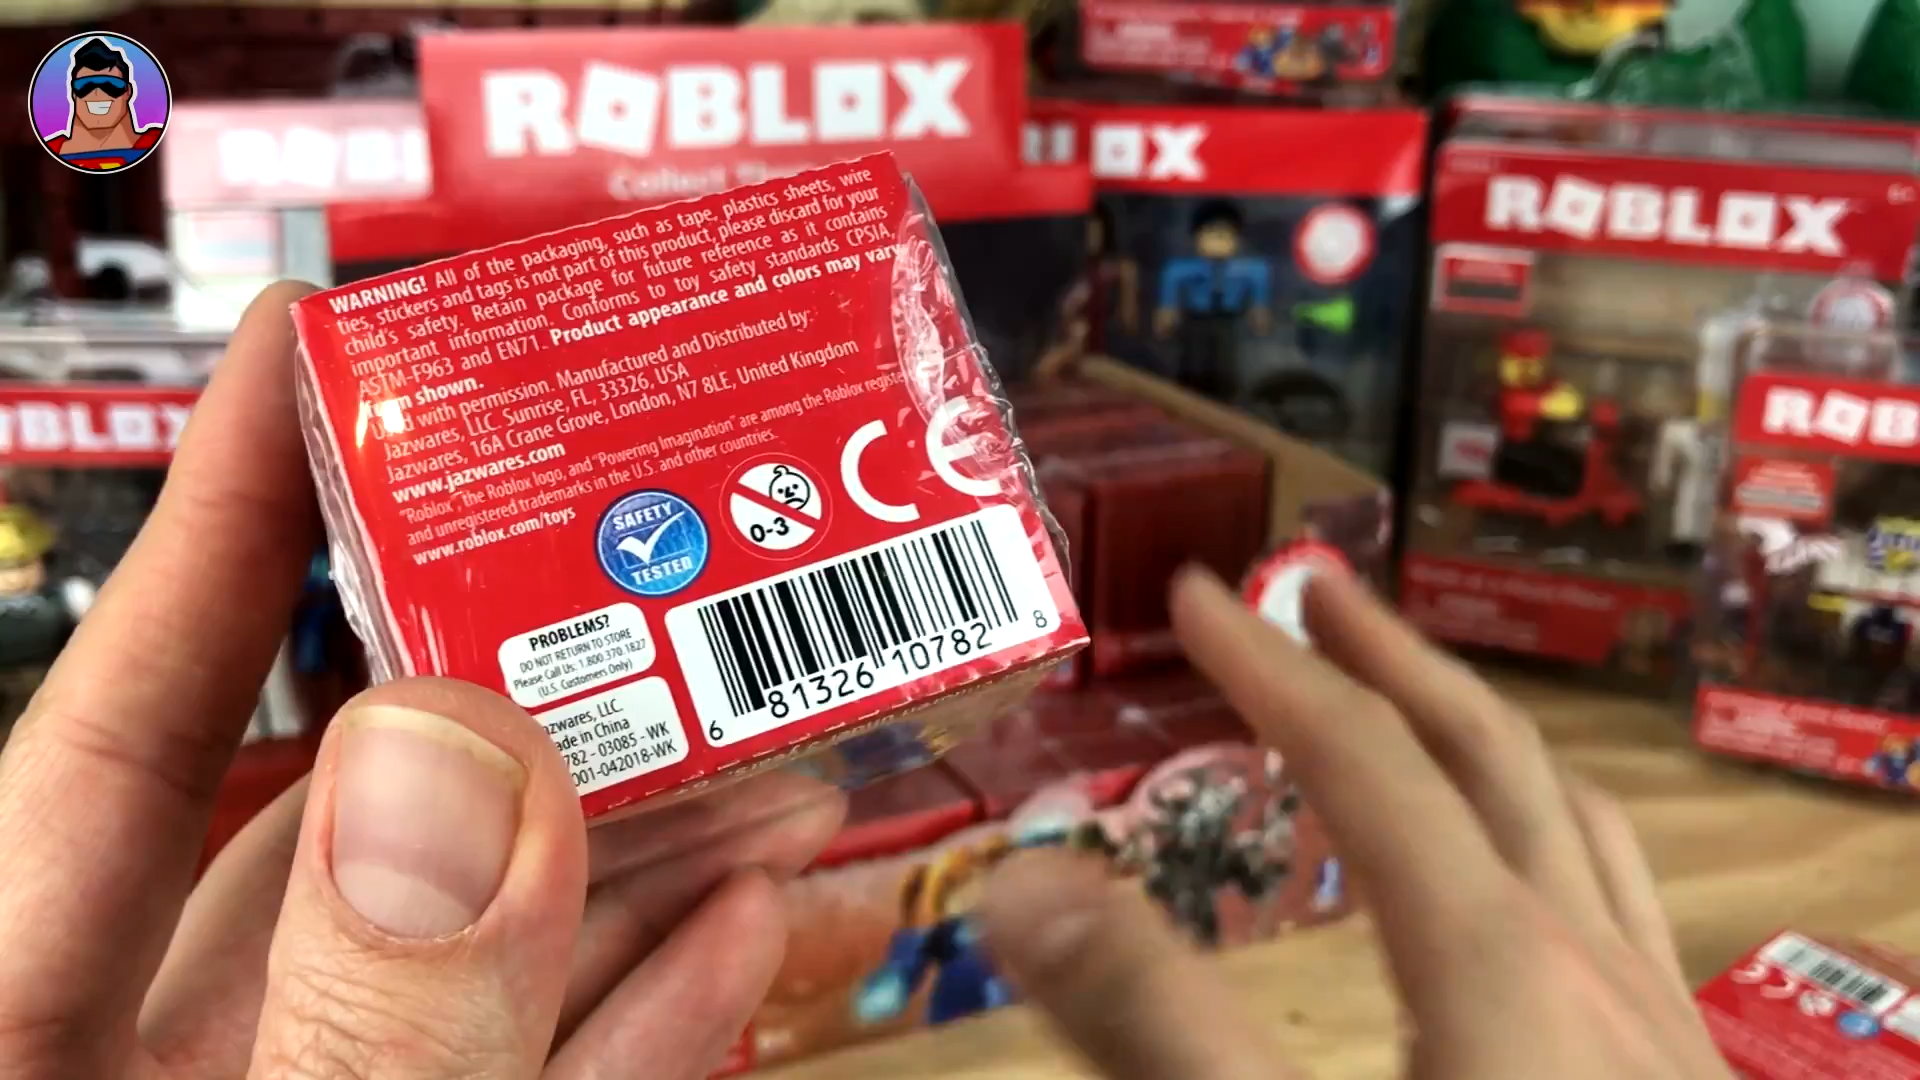 ROBLOX
Collect
ROBLOX
ROBLOX
WARNING! All of the packaging, such as tape, plastics sheets, wire
ties, stickers and tags is not part of this product, please discard for your
child's safety. Retain package for future reference as it contains
important information. Conforms to toy safety standards CPSIA,
ASTM-F963 and EN71. Product appearance and colors may vary
from shown.
Used with permission. Manufactured and Distributed by:
Jazwares, LLC. Sunrise, FL, 33326, USA
Jazwares, 16A Crane Grove, London, N7 8LE, United Kingdom
www.jazwares.com
"Roblox", the Roblox logo, and "Powering Imagination" are among the Roblox registe
and unregistered trademarks in the U.S. and other countries.
www.roblox.com/toys
SAFETY
TESTED
0-3
CE
PROBLEMS?
DO NOT RETURN TO STORE
Please Call Us: 1.800.370.1827
(U.S. Customers Only)
azwares, LLC.
ade in China
782 - 03085 - WK
001-042018-WK
6 81326 10782 8